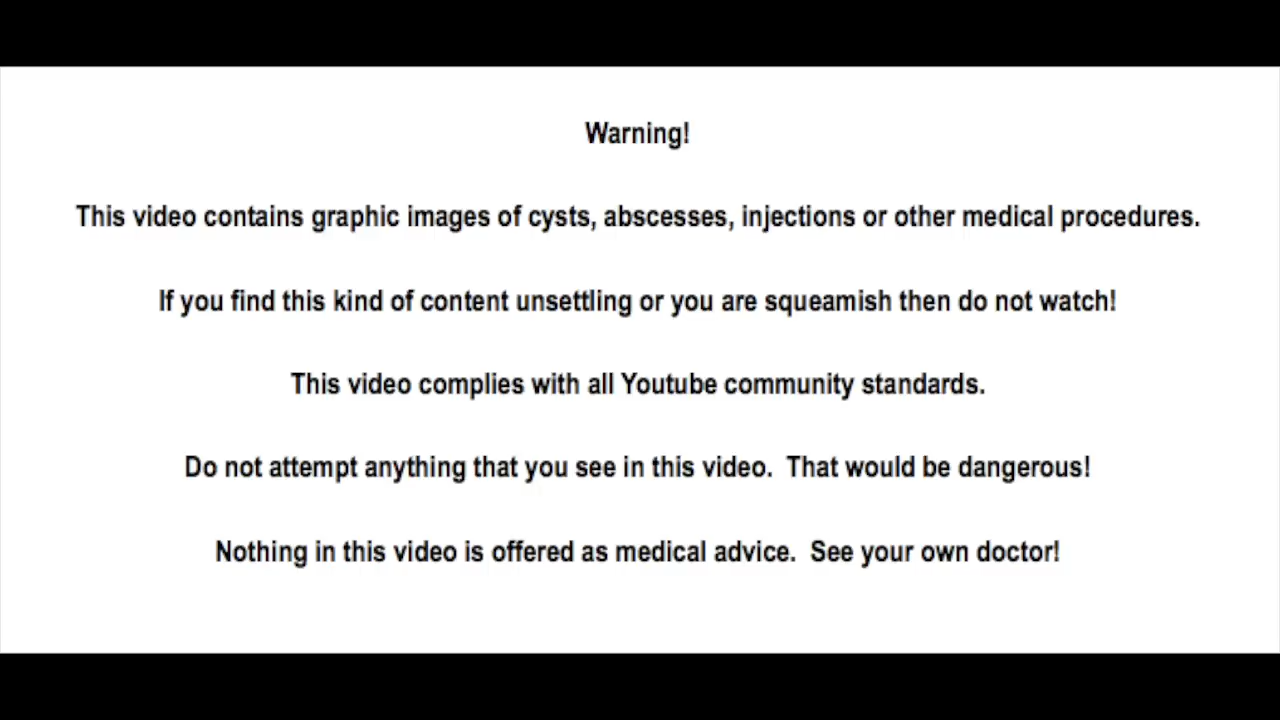 Warning!
This video contains graphic images of cysts, abscesses, injections or other medical procedures.
If you find this kind of content unsettling or you are squeamish then do not watch!
This video complies with all Youtube community standards.
Do not attempt anything that you see in this video.  That would be dangerous!
Nothing in this video is offered as medical advice.  See your own doctor!